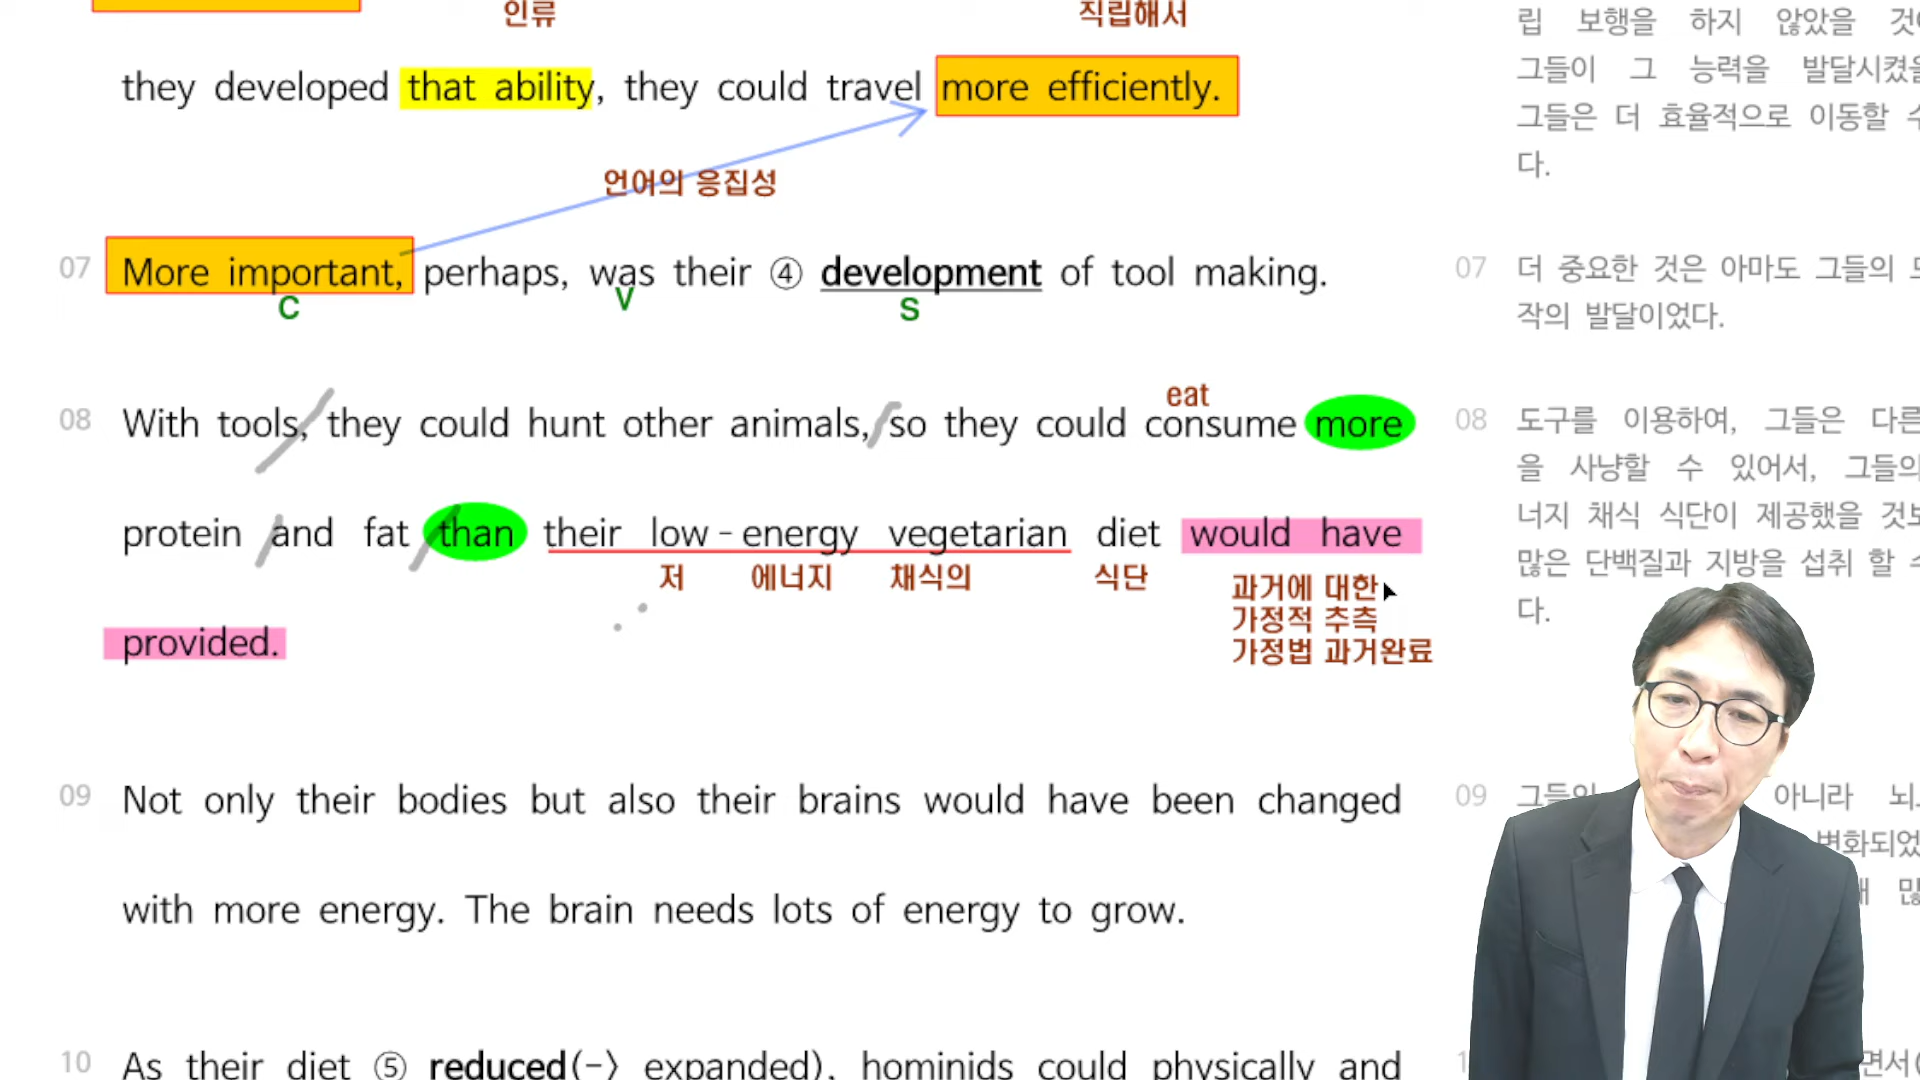 인류 직립해서
they developed that ability, they could travel more efficiently.
언어의 응집성
07 More important, perhaps, was their ④ development of tool making.
C V S
eat
08 With tools, they could hunt other animals, so they could consume more
protein and fat than their low-energy vegetarian diet would have
저 에너지 채식의 식단
과거에 대한
가정적 추측
가정법 과거완료
provided.
09 Not only their bodies but also their brains would have been changed
with more energy. The brain needs lots of energy to grow.
10 As their diet ⑤ reduced(-> expanded), hominids could physically and
립 보행을 하지 않았을
그들이 그 능력을
그들은 더 효율적으로 이동할
다.
07 더 중요한 것은 아마도 그들의
작의 발달이었다.
08 도구를 이용하여, 그들은
을 사냥할 수 있어서,
너지 채식 식단이 제공했을
많은 단백질과 지방을 섭취 할
다.
09 아니라